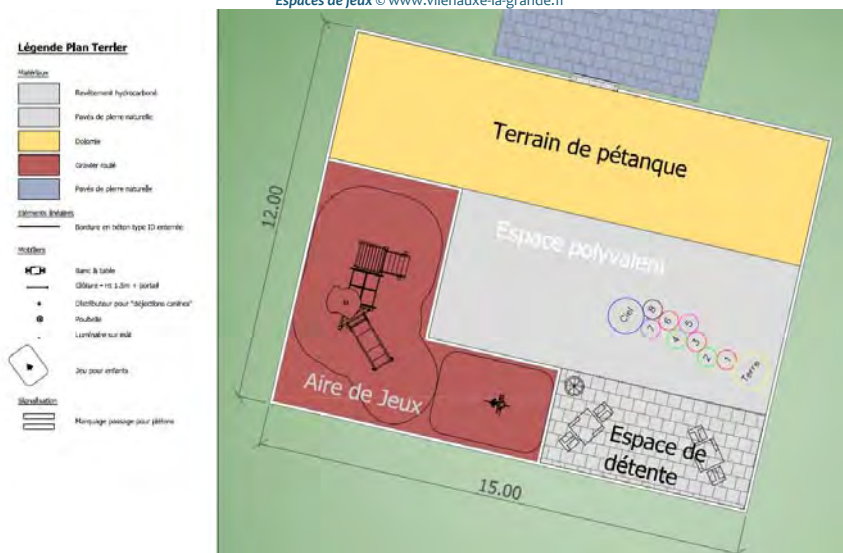 Espaces de jeux © www.villenauxe-la-grande.fr
Légende Plan Terrier
Matériaux
Revêtement hydrocarboné
Pavés de pierre naturelle
Dolomie
Gravier roulé
Pavés de pierre naturelle
Eléments linéaires
Bordure en béton type ID enterrée
Mobiliers
Banc & table
Clôture - Ht 1.5m + portail
Distributeur pour "déjections canines"
Poubelle
Luminaire sur mât
Jeu pour enfants
Signalisation
Marquage passage pour piétons
12.00
15.00
Terrain de pétanque
Espace polyvalent
Ciel
8
7
6
5
4
3
2
1
Terre
Aire de Jeux
Espace de
détente